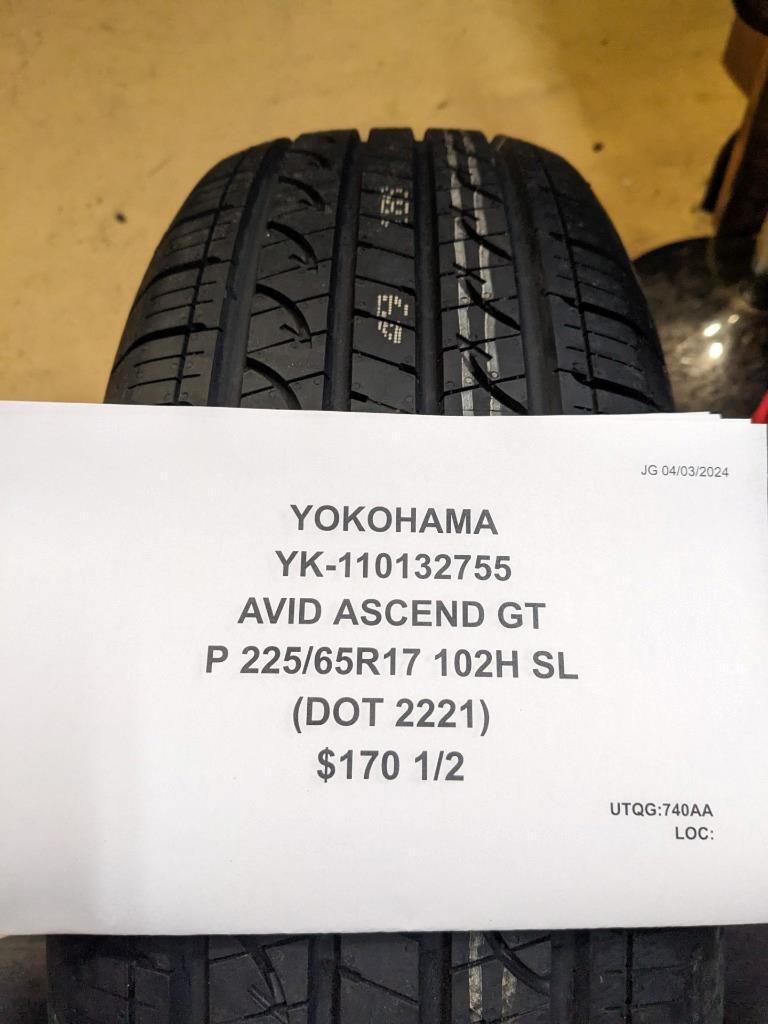 JG 04/03/2024
YOKOHAMA
YK-110132755
AVID ASCEND GT
P 225/65R17 102H SL
(DOT 2221)
$170 1/2
UTQG:740AA
LOC: